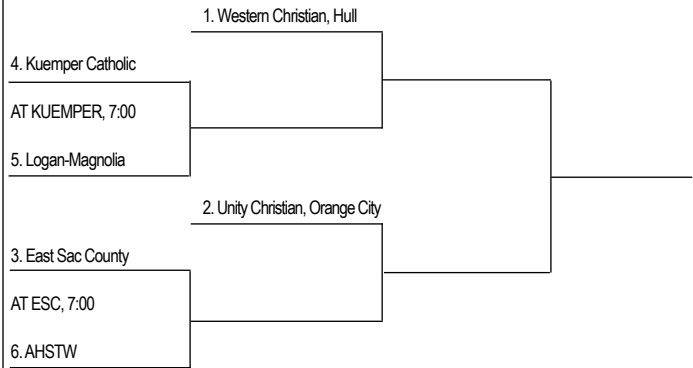 1. Western Christian, Hull
4. Kuemper Catholic
AT KUEMPER, 7:00
5. Logan-Magnolia
2. Unity Christian, Orange City
3. East Sac County
AT ESC, 7:00
6. AHSTW